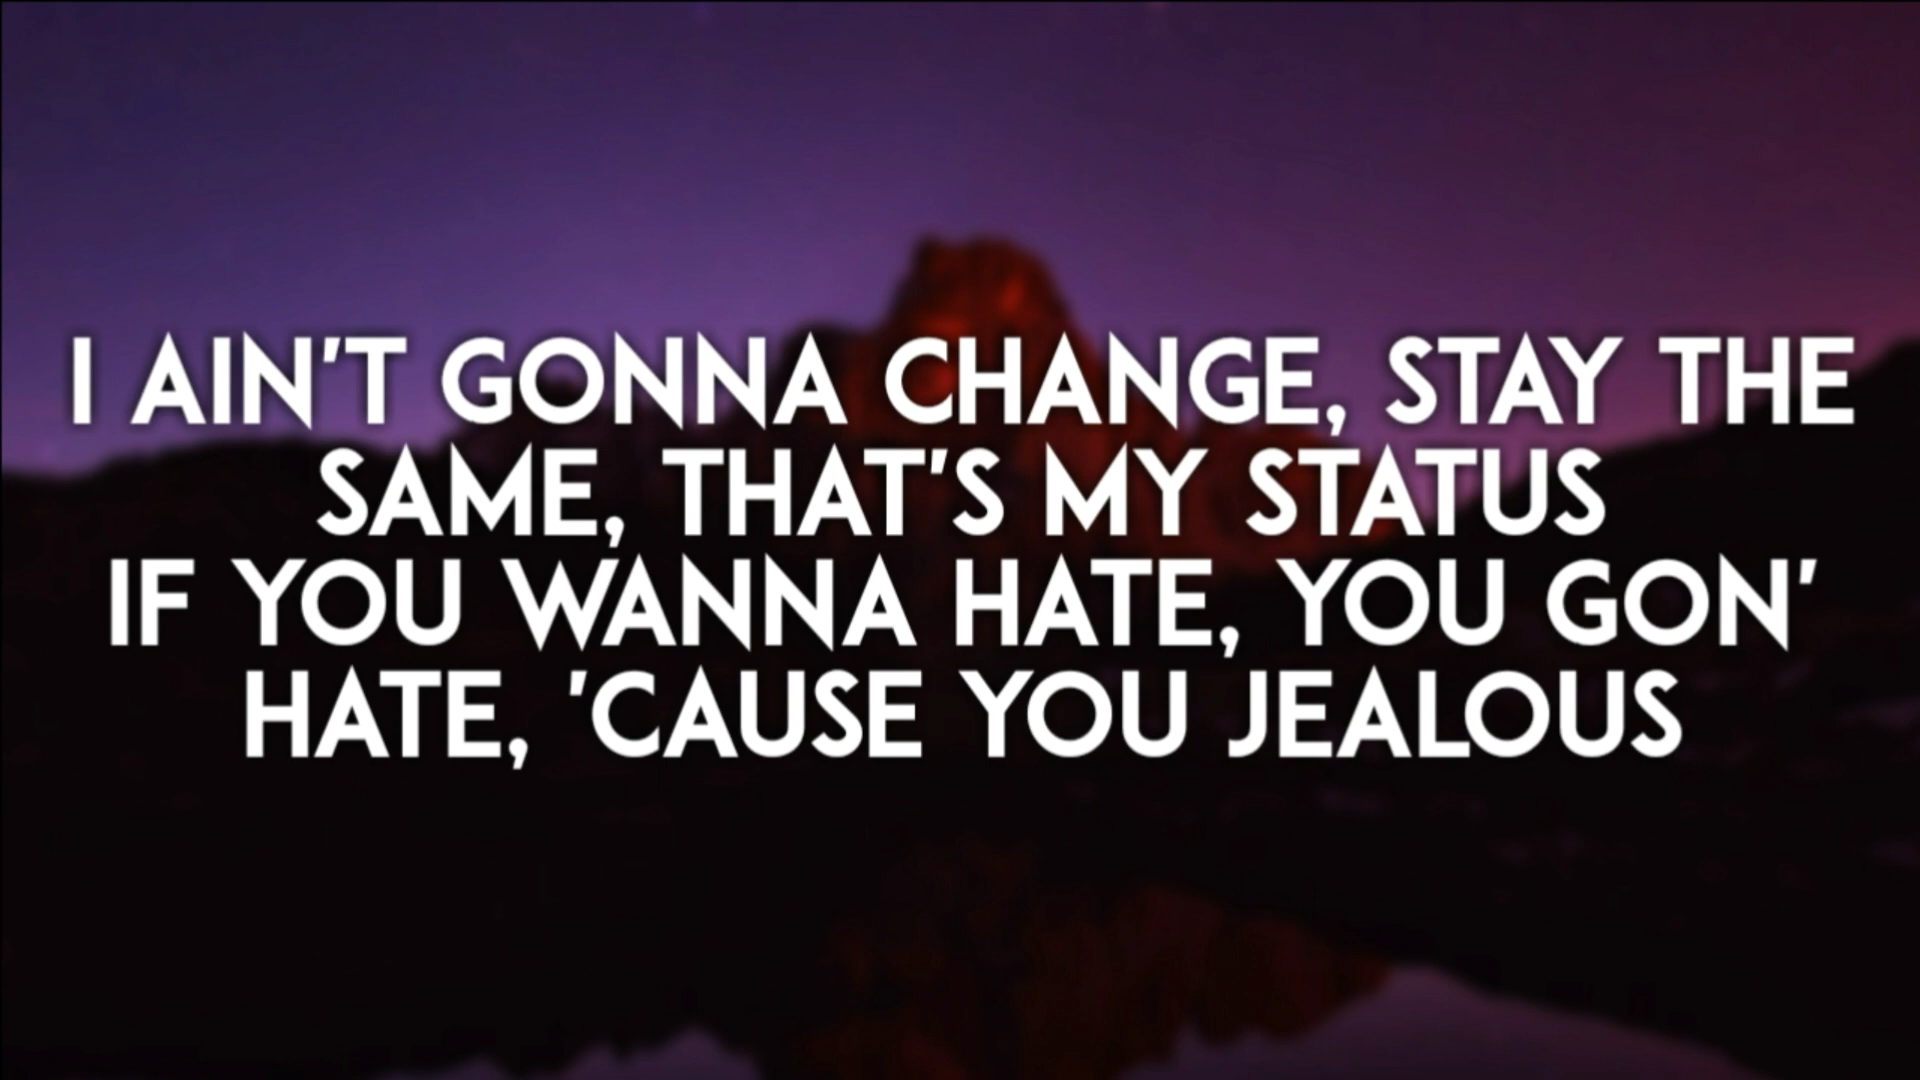 I AIN'T GONNA CHANGE, STAY THE
SAME, THAT'S MY STATUS
IF YOU WANNA HATE, YOU GON'
HATE, 'CAUSE YOU JEALOUS